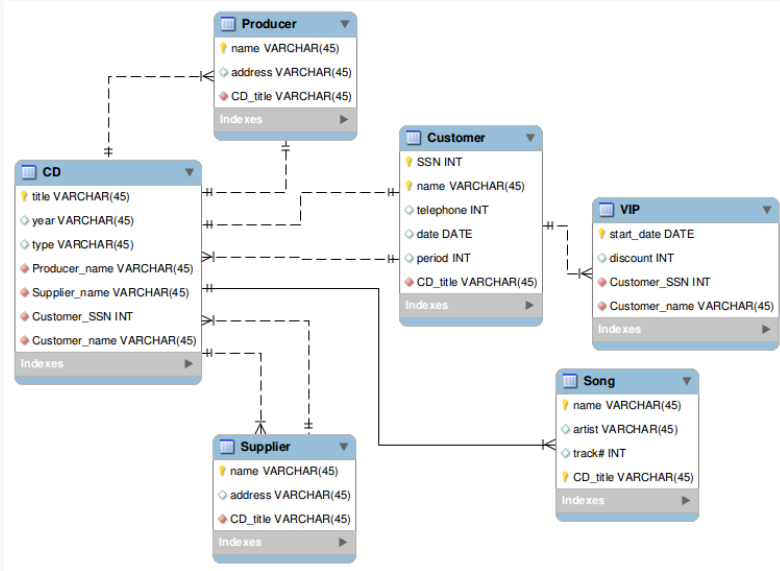 Producer
name VARCHAR(45)
address VARCHAR(45)
CD_title VARCHAR(45)
Indexes
CD
title VARCHAR(45)
year VARCHAR(45)
type VARCHAR(45)
Producer_name VARCHAR(45)
Supplier_name VARCHAR(45)
Customer_SSN INT
Customer_name VARCHAR(45)
Indexes
Customer
SSN INT
name VARCHAR(45)
telephone INT
date DATE
period INT
CD_title VARCHAR(45)
Indexes
VIP
start_date DATE
discount INT
Customer_SSN INT
Customer_name VARCHAR(45)
Indexes
Song
name VARCHAR(45)
artist VARCHAR(45)
track# INT
CD_title VARCHAR(45)
Indexes
Supplier
name VARCHAR(45)
address VARCHAR(45)
CD_title VARCHAR(45)
Indexes